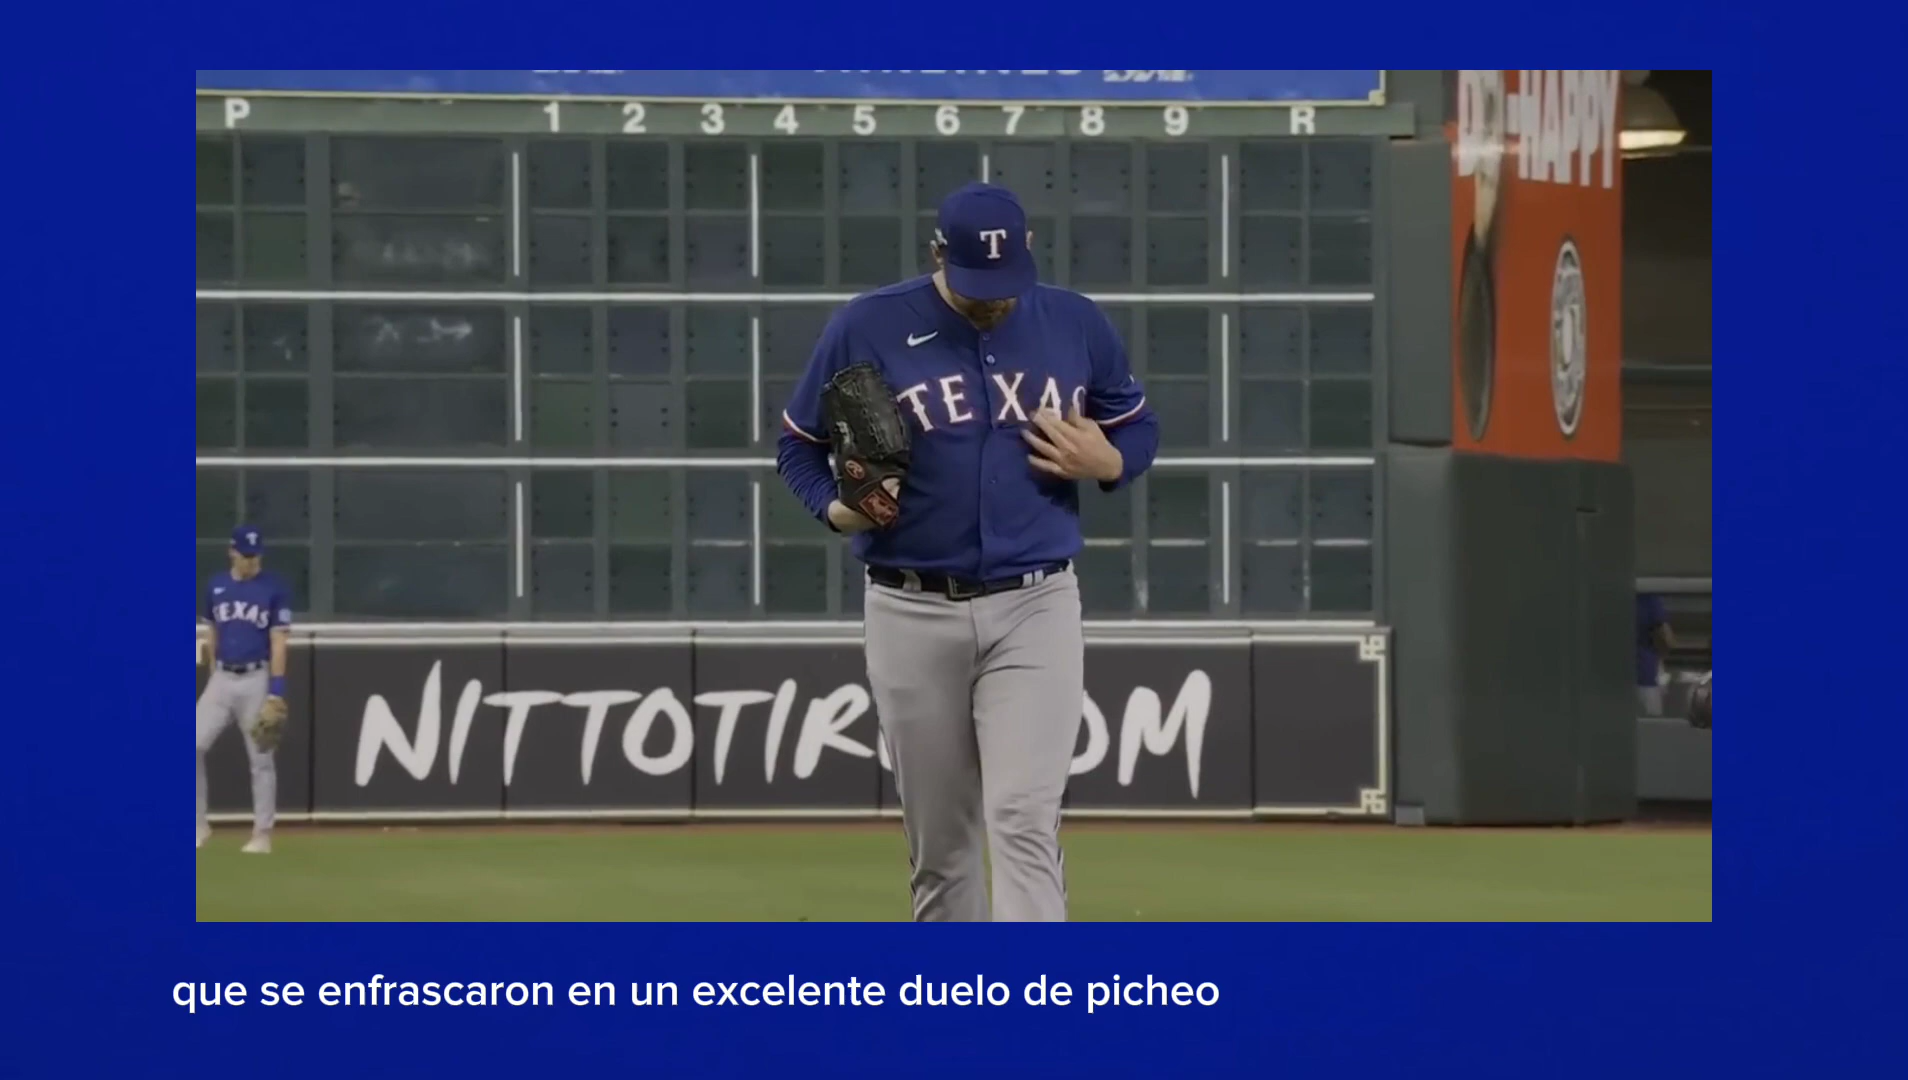 P 1 2 3 4 5 6 7 8 9 R
HAPPY
T
TEXAS
T
TEXAS
NITTOTIR
OM
que se enfrascaron en un excelente duelo de picheo